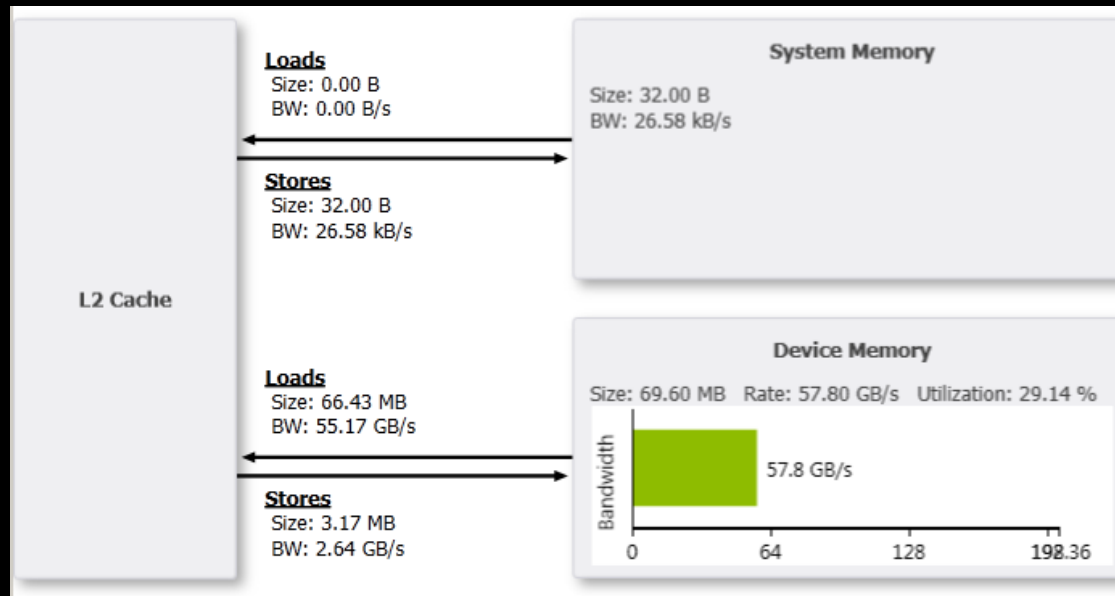 L2 Cache
Loads
Size: 0.00 B
BW: 0.00 B/s
Stores
Size: 32.00 B
BW: 26.58 kB/s
System Memory
Size: 32.00 B
BW: 26.58 kB/s
Loads
Size: 66.43 MB
BW: 55.17 GB/s
Stores
Size: 3.17 MB
BW: 2.64 GB/s
Device Memory
Size: 69.60 MB Rate: 57.80 GB/s Utilization: 29.14 %
Bandwidth
57.8 GB/s
0 64 128